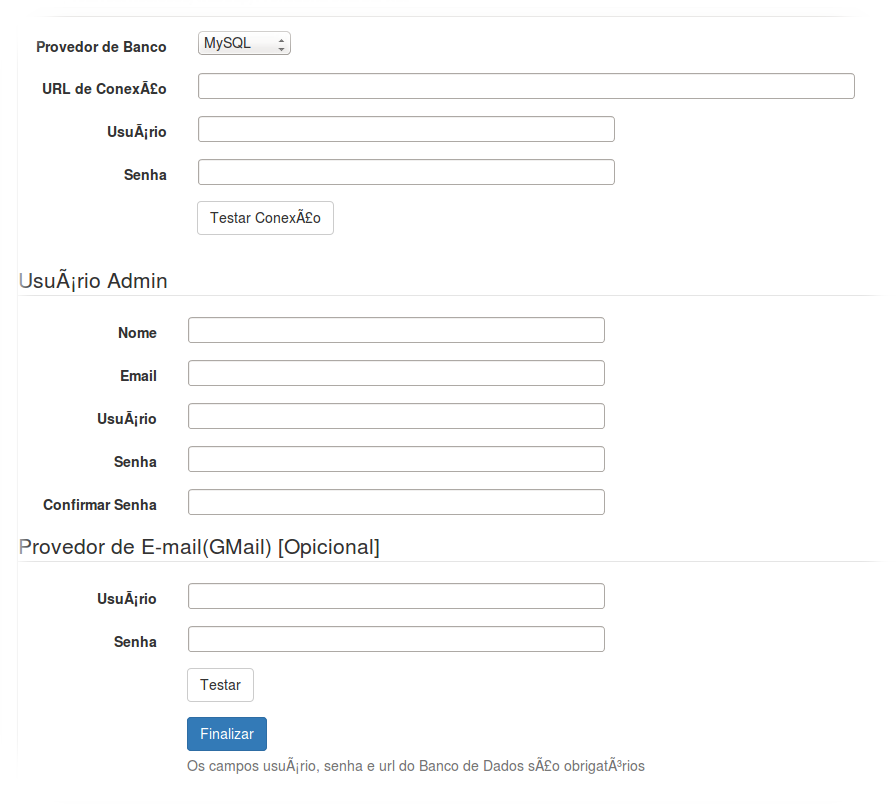 Provedor de Banco MySQL
URL de ConexÃ£o
UsuÃ¡rio
Senha
Testar ConexÃ£o
UsuÃ¡rio Admin
Nome
Email
UsuÃ¡rio
Senha
Confirmar Senha
Provedor de E-mail(GMail) [Opicional]
UsuÃ¡rio
Senha
Testar
Finalizar
Os campos usuÃ¡rio, senha e url do Banco de Dados sÃ£o obrigatÃ³rios